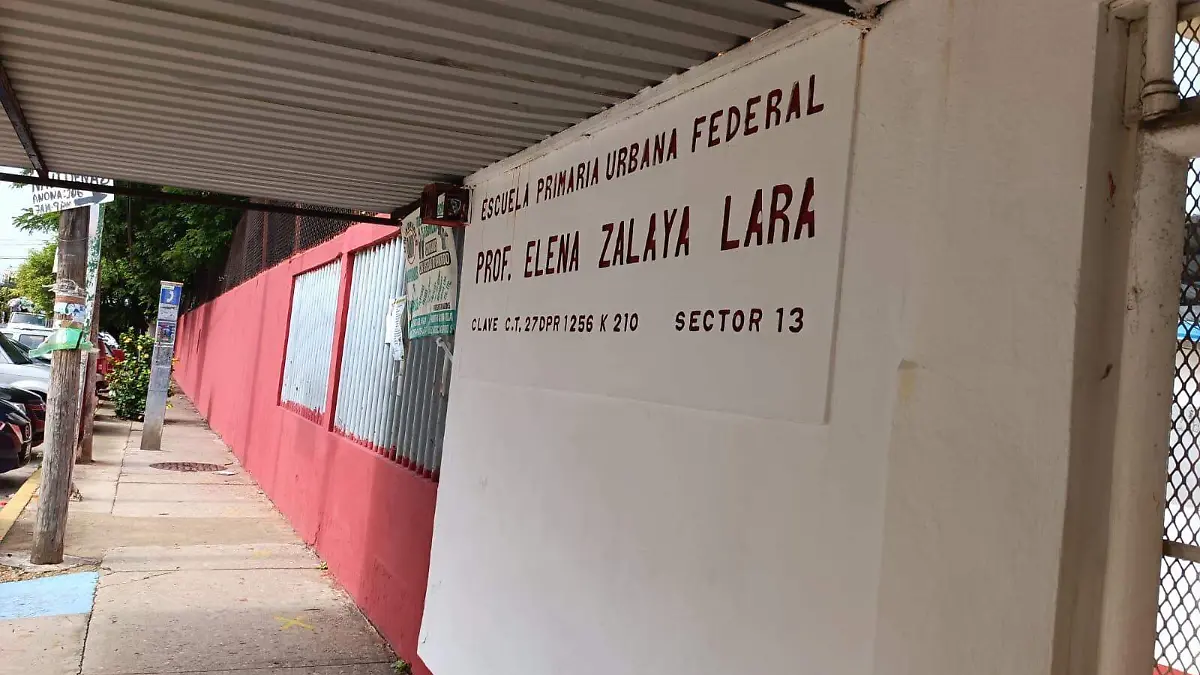 ESCUELA PRIMARIA URBANA FEDERAL
PROF. ELENA ZALAYA LARA
CLAVE C.T. 27DPR1256 K 210 SECTOR 13